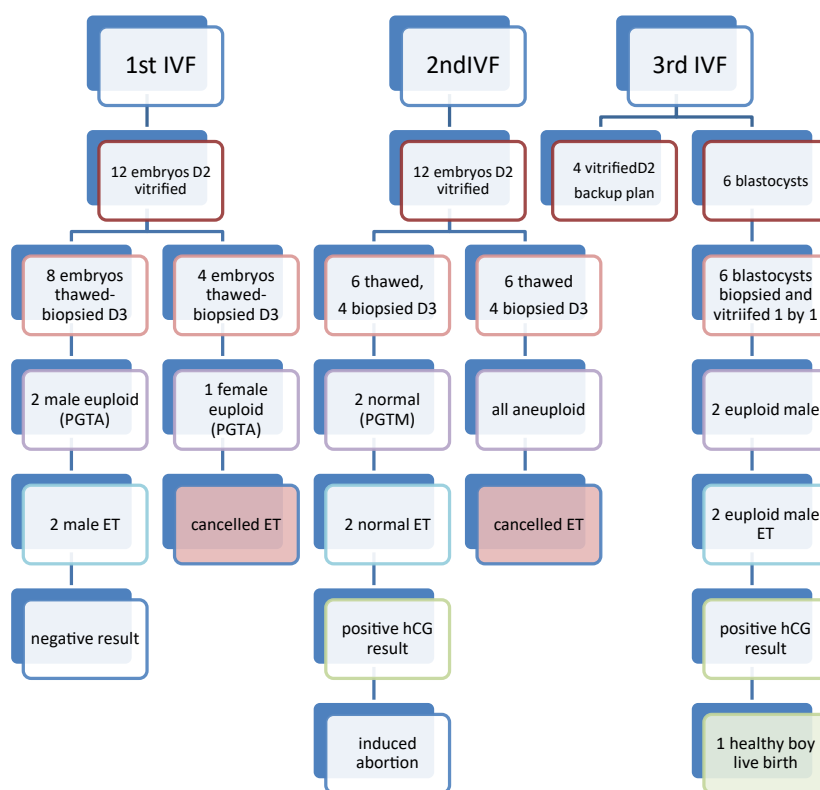 1st IVF
2ndIVF
3rd IVF
12 embryos D2
vitrified
12 embryos D2
vitrified
4 vitrifiedD2
backup plan
6 blastocysts
8 embryos
thawed-
biopsied D3
4 embryos
thawed-
biopsied D3
6 thawed,
4 biopsied D3
6 thawed
4 biopsied D3
6 blastocysts
biopsied and
vitriifed 1 by 1
2 male euploid
(PGTA)
1 female
euploid
(PGTA)
2 normal
(PGTM)
all aneuploid
2 euploid male
2 male ET
cancelled ET
2 normal ET
cancelled ET
2 euploid male
ET
negative result
positive hCG
result
positive hCG
result
induced
abortion
1 healthy boy
live birth